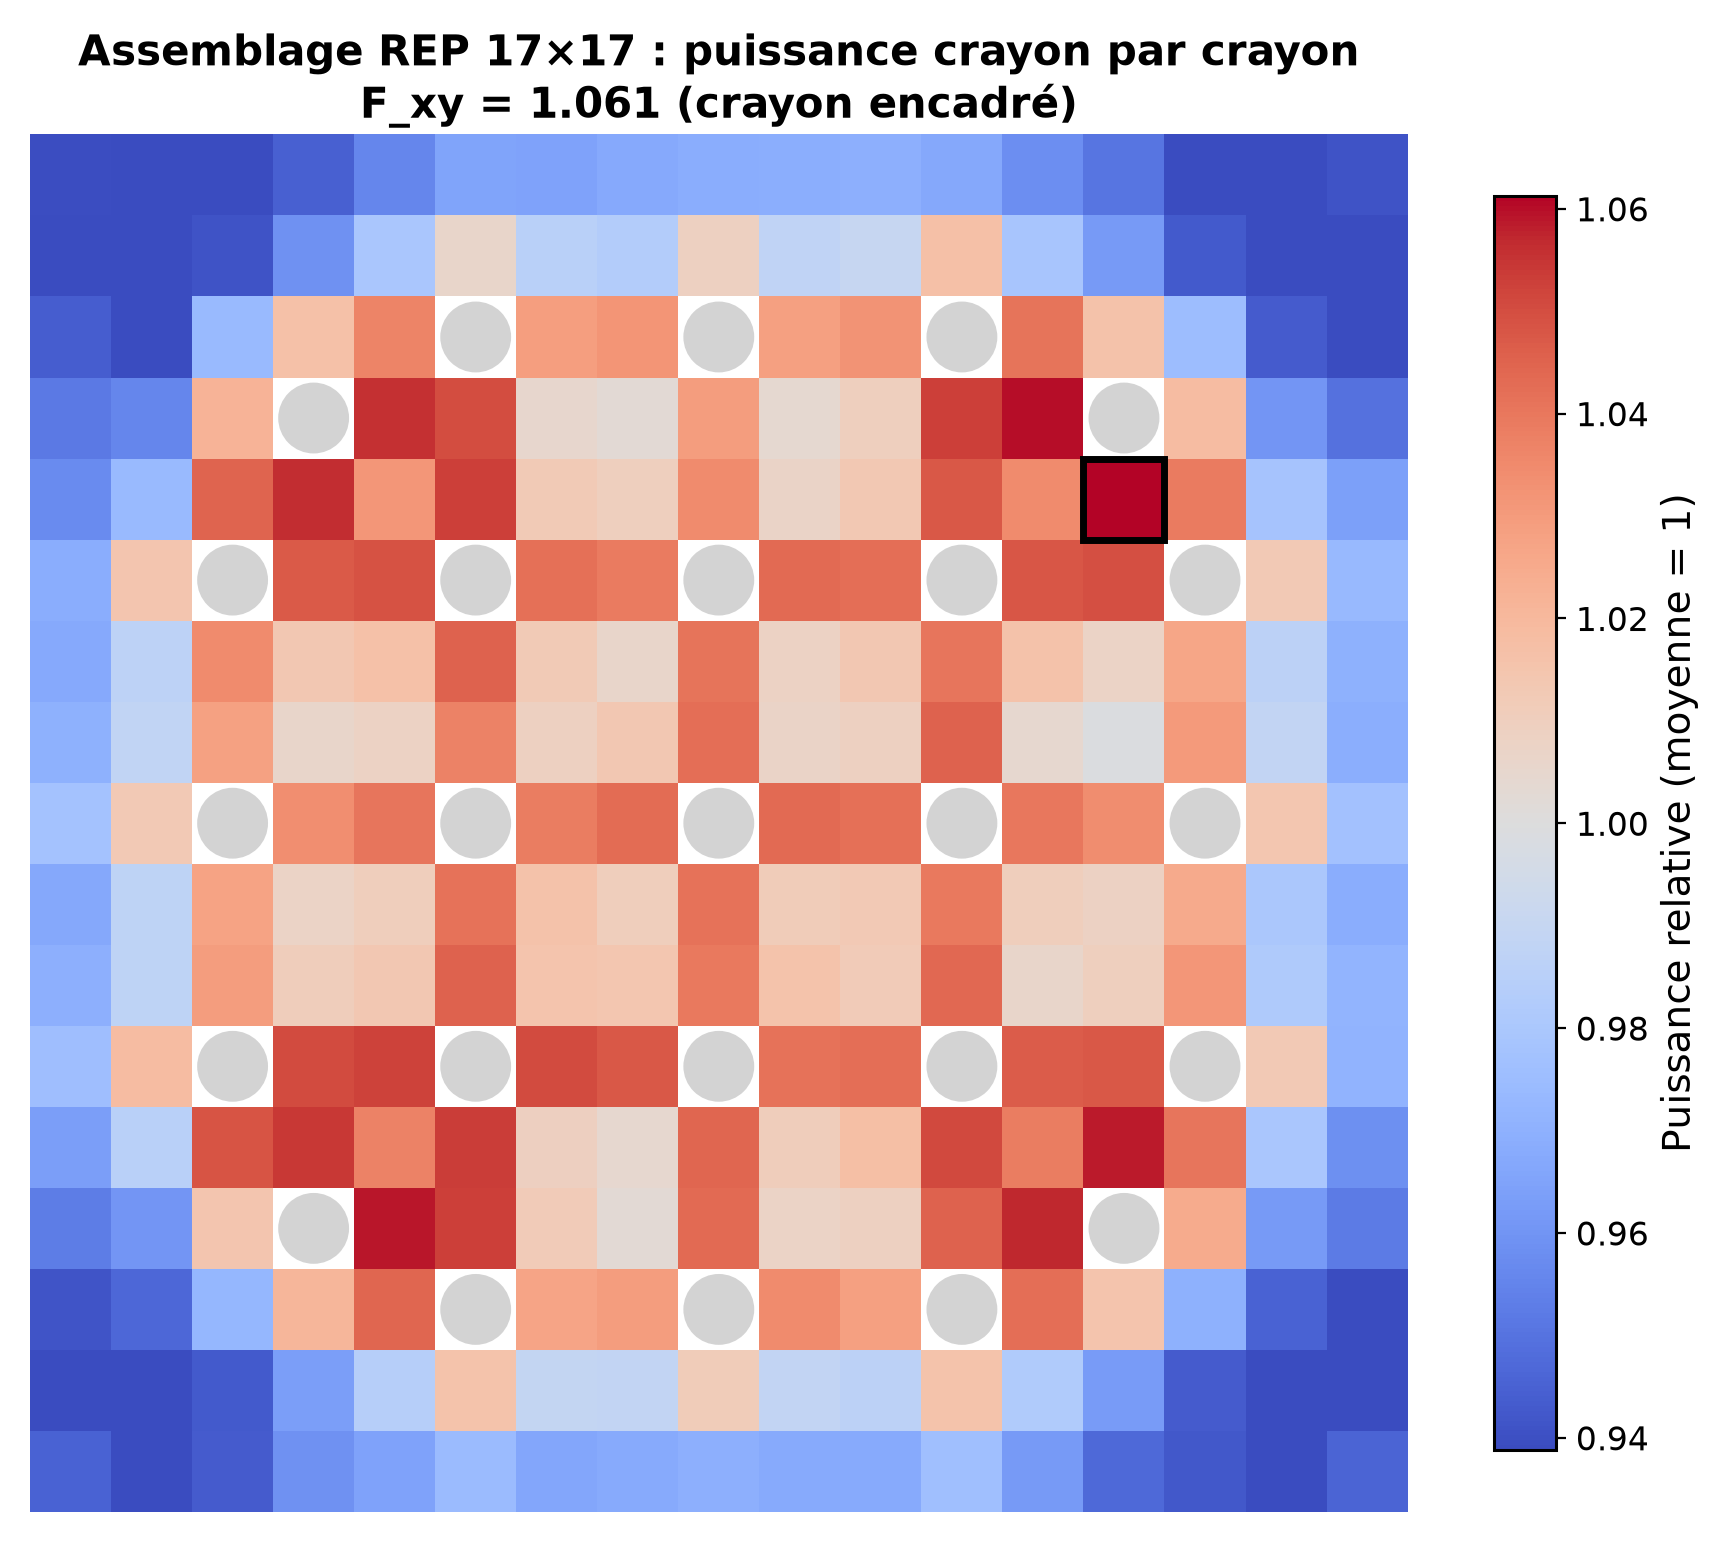 Assemblage REP 17×17 : puissance crayon par crayon
F_xy = 1.061 (crayon encadré)
1.06
1.04
1.02
1.00
0.98
0.96
0.94
Puissance relative (moyenne = 1)